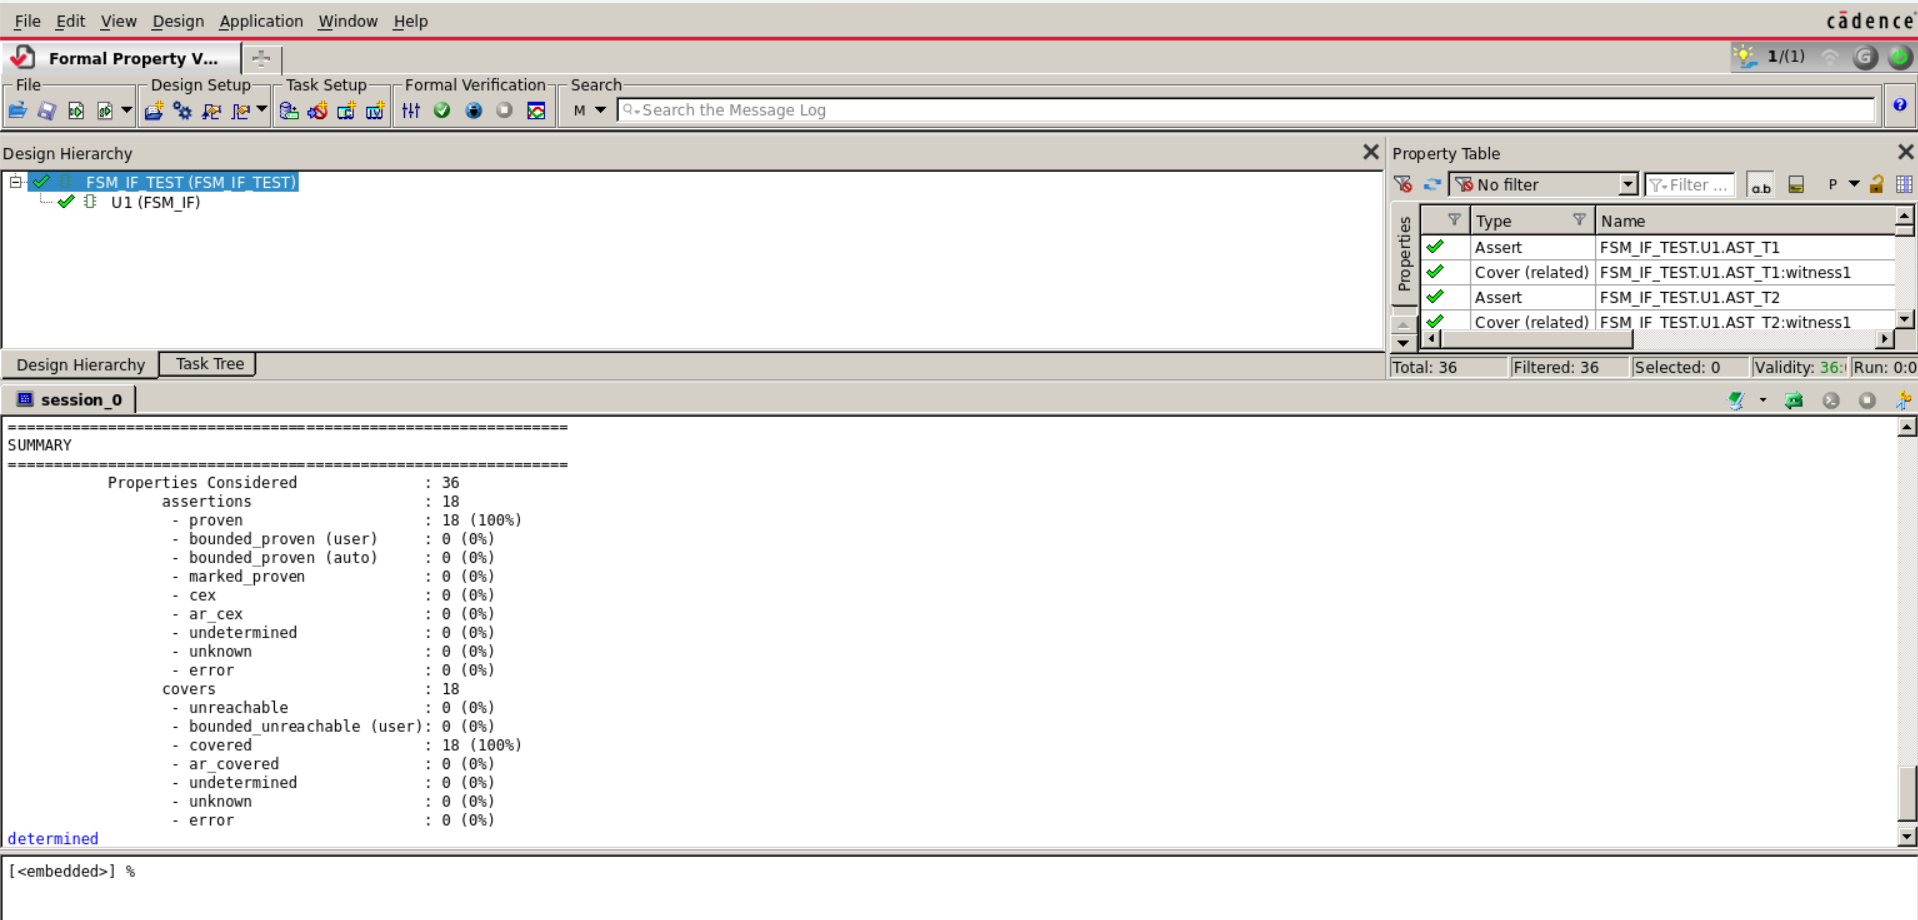 File Edit View Design Application Window Help
cādence
Formal Property V...
1/(1)
File Design Setup Task Setup Formal Verification Search
M Search the Message Log
Design Hierarchy
FSM_IF_TEST (FSM_IF_TEST)
U1 (FSM_IF)
Design Hierarchy Task Tree
Property Table
No filter Filter ... a.b P
Properties
Type Name
Assert FSM_IF_TEST.U1.AST_T1
Cover (related) FSM_IF_TEST.U1.AST_T1:witness1
Assert FSM_IF_TEST.U1.AST_T2
Cover (related) FSM_IF_TEST.U1.AST_T2:witness1
Total: 36 Filtered: 36 Selected: 0 Validity: 36: Run: 0:0
session_0
==============================================================
SUMMARY
==============================================================
Properties Considered : 36
assertions : 18
- proven : 18 (100%)
- bounded_proven (user) : 0 (0%)
- bounded_proven (auto) : 0 (0%)
- marked_proven : 0 (0%)
- cex : 0 (0%)
- ar_cex : 0 (0%)
- undetermined : 0 (0%)
- unknown : 0 (0%)
- error : 0 (0%)
covers : 18
- unreachable : 0 (0%)
- bounded_unreachable (user): 0 (0%)
- covered : 18 (100%)
- ar_covered : 0 (0%)
- undetermined : 0 (0%)
- unknown : 0 (0%)
- error : 0 (0%)
determined
[<embedded>] %